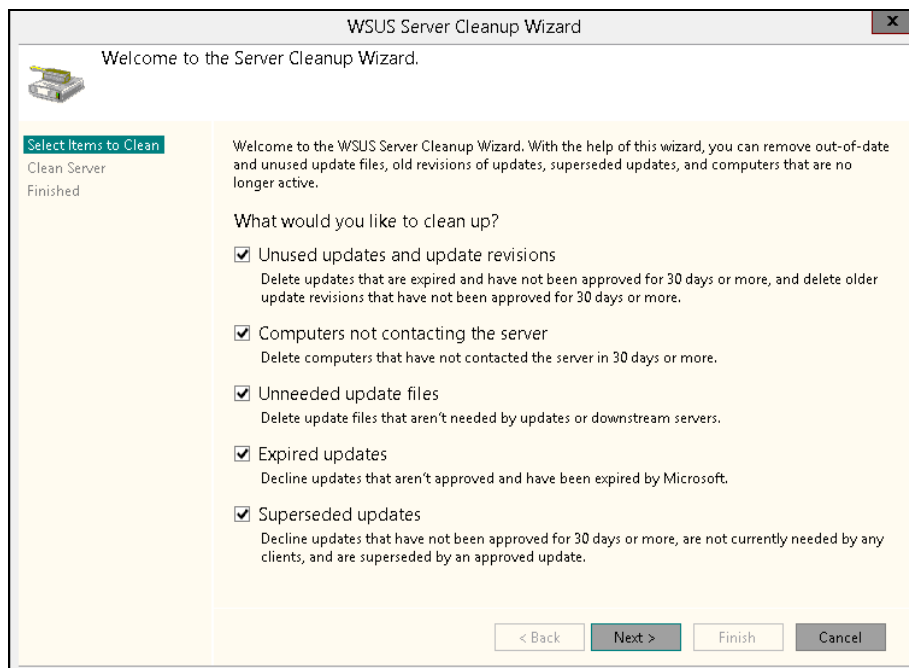 WSUS Server Cleanup Wizard
x
Welcome to the Server Cleanup Wizard.
Select Items to Clean
Clean Server
Finished
Welcome to the WSUS Server Cleanup Wizard. With the help of this wizard, you can remove out-of-date
and unused update files, old revisions of updates, superseded updates, and computers that are no
longer active.
What would you like to clean up?
Unused updates and update revisions
Delete updates that are expired and have not been approved for 30 days or more, and delete older
update revisions that have not been approved for 30 days or more.
Computers not contacting the server
Delete computers that have not contacted the server in 30 days or more.
Unneeded update files
Delete update files that aren't needed by updates or downstream servers.
Expired updates
Decline updates that aren't approved and have been expired by Microsoft.
Superseded updates
Decline updates that have not been approved for 30 days or more, are not currently needed by any
clients, and are superseded by an approved update.
< Back
Next >
Finish
Cancel